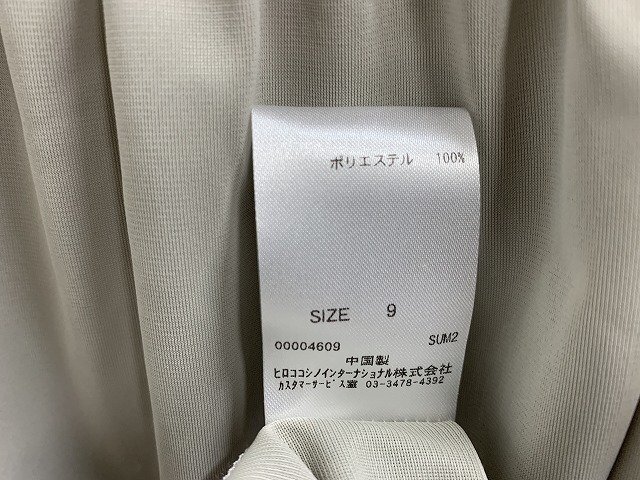 ポリエステル 100%
SIZE 9
00004609 SUM2
中国製
ヒロココシノインターナショナル株式会社
カスタマーサービス室 03-3478-4392